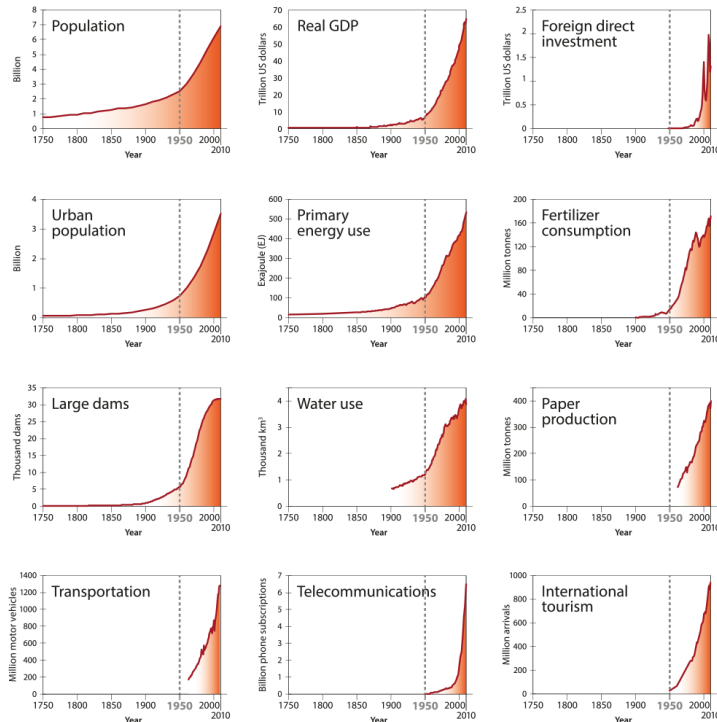 Population
Billion
8
7
6
5
4
3
2
1
0
1750 1800 1850 1900 1950 2000 2010
Year
Real GDP
Trillion US dollars
70
60
50
40
30
20
10
0
1750 1800 1850 1900 1950 2000 2010
Year
Foreign direct
investment
Trillion US dollars
2.5
2
1.5
1
0.5
0
1750 1800 1850 1900 1950 2000 2010
Year
Urban
population
Billion
4
3
2
1
0
1750 1800 1850 1900 1950 2000 2010
Year
Primary
energy use
Exajoule (EJ)
600
500
400
300
200
100
0
1750 1800 1850 1900 1950 2000 2010
Year
Fertilizer
consumption
Million tonnes
200
160
120
80
40
0
1750 1800 1850 1900 1950 2000 2010
Year
Large dams
Thousand dams
35
30
25
20
15
10
5
0
1750 1800 1850 1900 1950 2000 2010
Year
Water use
Thousand km³
4
3
2
1
0
1750 1800 1850 1900 1950 2000 2010
Year
Paper
production
Million tonnes
400
300
200
100
0
1750 1800 1850 1900 1950 2000 2010
Year
Transportation
Million motor vehicles
1400
1200
1000
800
600
400
200
0
1750 1800 1850 1900 1950 2000 2010
Year
Telecommunications
Billion phone subscriptions
7
6
5
4
3
2
1
0
1750 1800 1850 1900 1950 2000 2010
Year
International
tourism
Million arrivals
1000
800
600
400
200
0
1750 1800 1850 1900 1950 2000 2010
Year